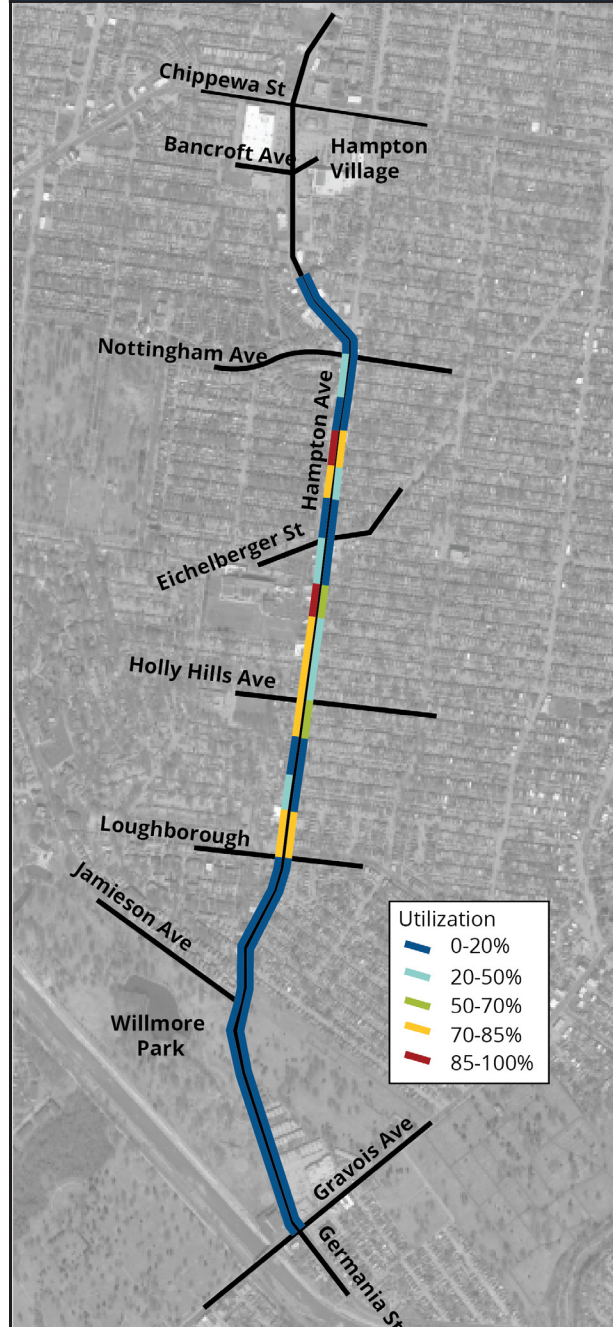 Chippewa St
Bancroft Ave
Hampton
Village
Nottingham Ave
Hampton Ave
Eichelberger St
Holly Hills Ave
Loughborough
Jamieson Ave
Willmore
Park
Utilization
0-20%
20-50%
50-70%
70-85%
85-100%
Gravois Ave
Germania St